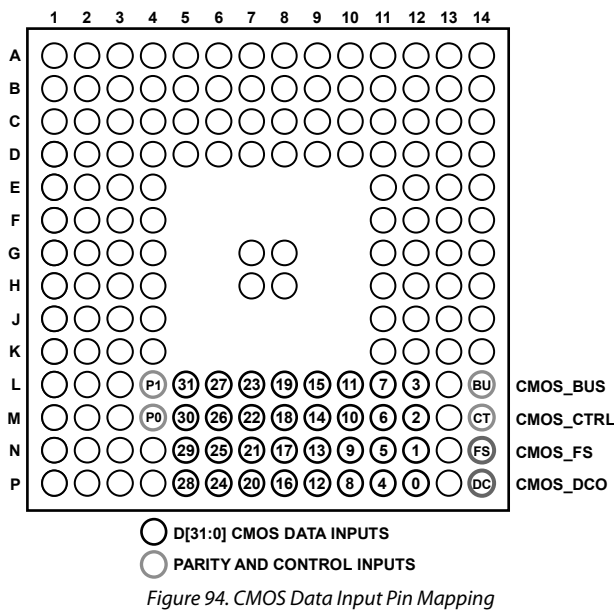 1 2 3 4 5 6 7 8 9 10 11 12 13 14
A
B
C
D
E
F
G
H
J
K
L P1 31 27 23 19 15 11 7 3 BU CMOS_BUS
M P0 30 26 22 18 14 10 6 2 CT CMOS_CTRL
N 29 25 21 17 13 9 5 1 FS CMOS_FS
P 28 24 20 16 12 8 4 0 DC CMOS_DCO
D[31:0] CMOS DATA INPUTS
PARITY AND CONTROL INPUTS
Figure 94. CMOS Data Input Pin Mapping